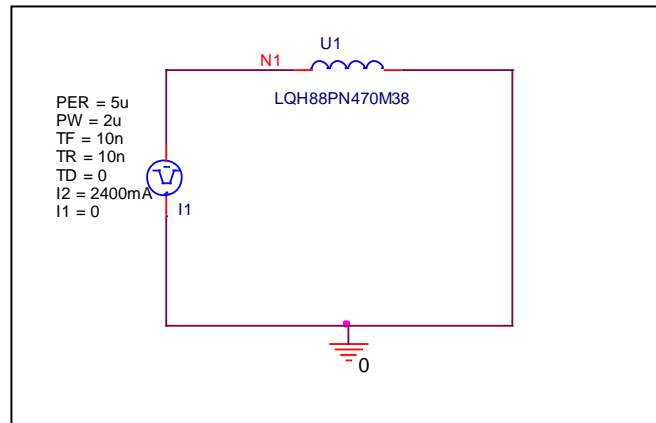 U1
N1
LQH88PN470M38
PER = 5u
PW = 2u
TF = 10n
TR = 10n
TD = 0
I2 = 2400mA
I1 = 0
I1
0